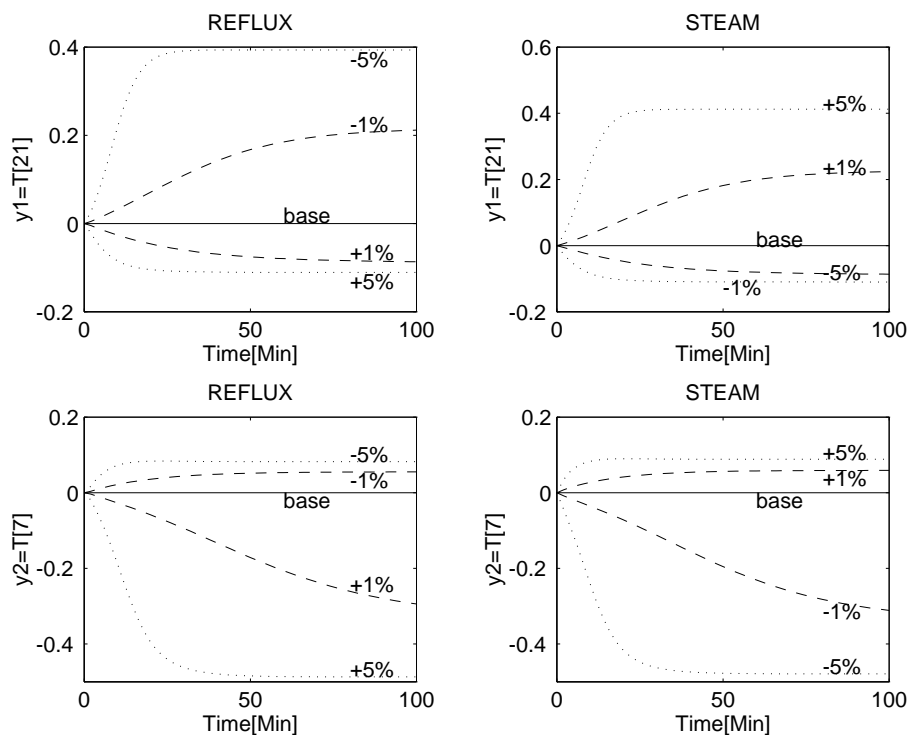 REFLUX
0.4
-5%
0.2
-1%
y1=T[21]
base
0
+1%
+5%
-0.2
0
50
100
Time[Min]
STEAM
0.6
+5%
0.4
+1%
y1=T[21]
0.2
base
0
-5%
-1%
-0.2
0
50
100
Time[Min]
REFLUX
0.2
-5%
-1%
0
base
y2=T[7]
-0.2
+1%
-0.4
+5%
0
50
100
Time[Min]
STEAM
0.2
+5%
+1%
0
base
y2=T[7]
-0.2
-1%
-0.4
-5%
0
50
100
Time[Min]